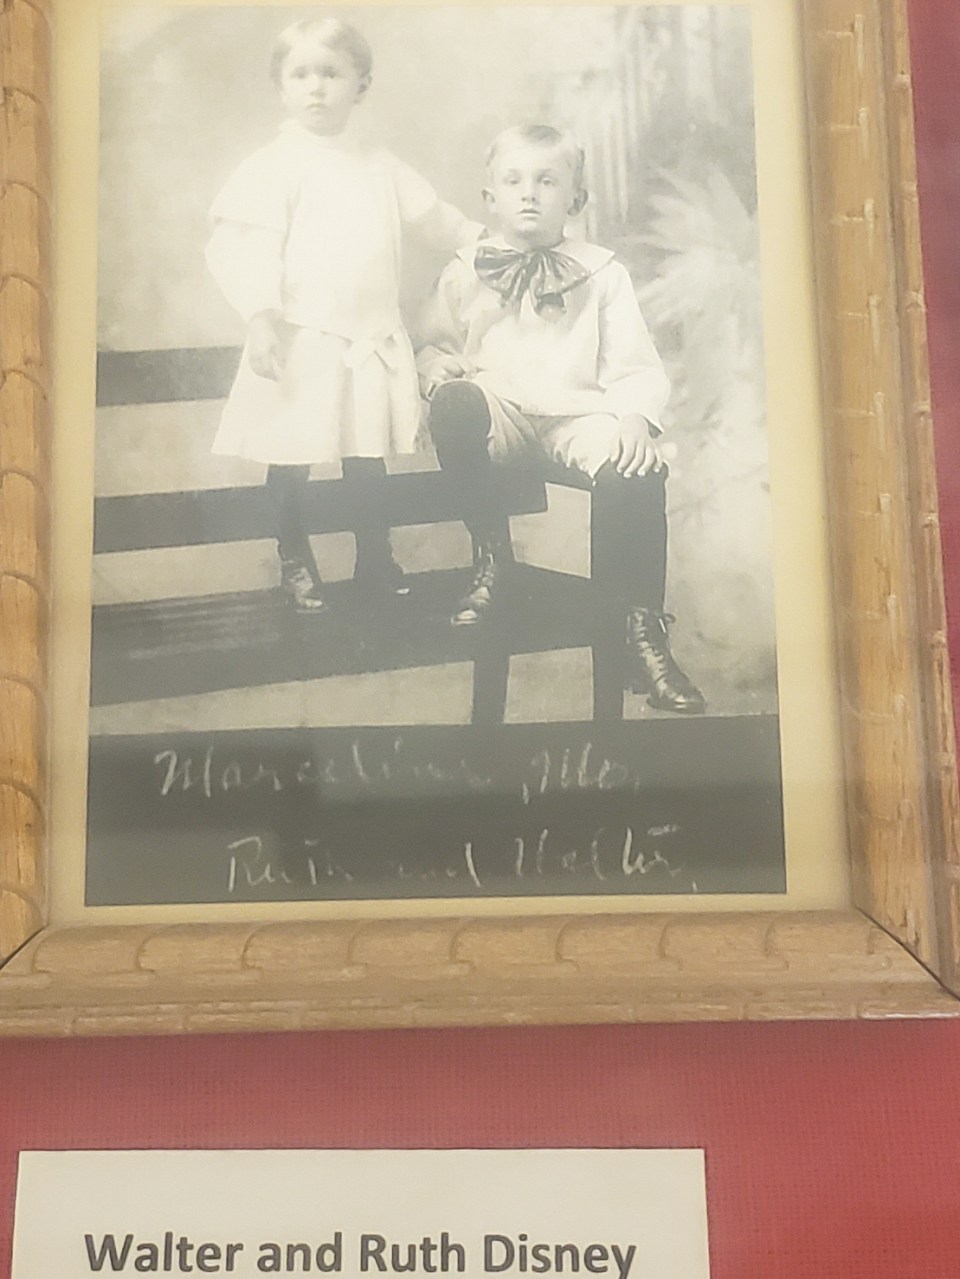 Marceline, Mo.
Ruth and Walter,
Walter and Ruth Disney